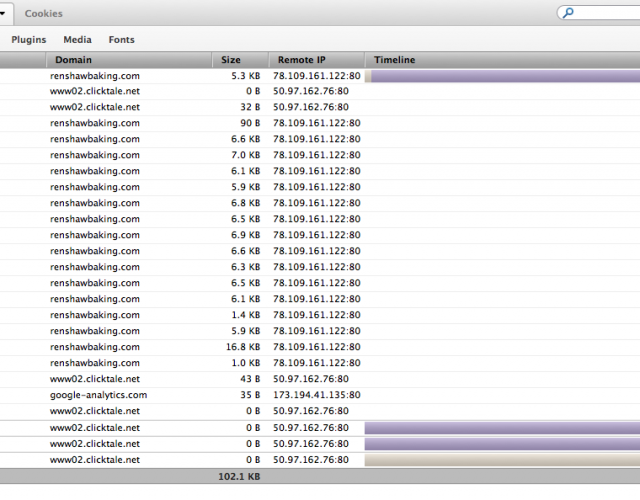 Cookies
Plugins Media Fonts
Domain Size Remote IP Timeline
renshawbaking.com 5.3 KB 78.109.161.122:80
www02.clicktale.net 0 B 50.97.162.76:80
www02.clicktale.net 32 B 50.97.162.76:80
renshawbaking.com 90 B 78.109.161.122:80
renshawbaking.com 6.6 KB 78.109.161.122:80
renshawbaking.com 7.0 KB 78.109.161.122:80
renshawbaking.com 6.1 KB 78.109.161.122:80
renshawbaking.com 5.9 KB 78.109.161.122:80
renshawbaking.com 6.8 KB 78.109.161.122:80
renshawbaking.com 6.5 KB 78.109.161.122:80
renshawbaking.com 6.9 KB 78.109.161.122:80
renshawbaking.com 6.6 KB 78.109.161.122:80
renshawbaking.com 6.3 KB 78.109.161.122:80
renshawbaking.com 6.5 KB 78.109.161.122:80
renshawbaking.com 6.1 KB 78.109.161.122:80
renshawbaking.com 1.4 KB 78.109.161.122:80
renshawbaking.com 5.9 KB 78.109.161.122:80
renshawbaking.com 16.8 KB 78.109.161.122:80
renshawbaking.com 1.0 KB 78.109.161.122:80
www02.clicktale.net 43 B 50.97.162.76:80
google-analytics.com 35 B 173.194.41.135:80
www02.clicktale.net 0 B 50.97.162.76:80
www02.clicktale.net 0 B 50.97.162.76:80
www02.clicktale.net 0 B 50.97.162.76:80
www02.clicktale.net 0 B 50.97.162.76:80
102.1 KB